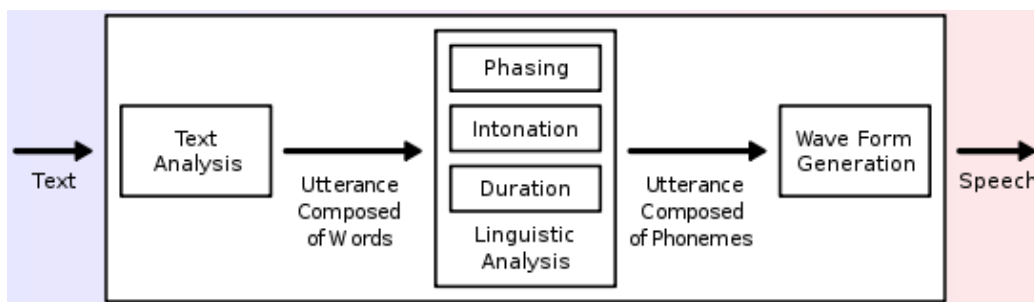 Text
Text
Analysis
Utterance
Composed
of Words
Phasing
Intonation
Duration
Linguistic
Analysis
Utterance
Composed
of Phonemes
Wave Form
Generation
Speech